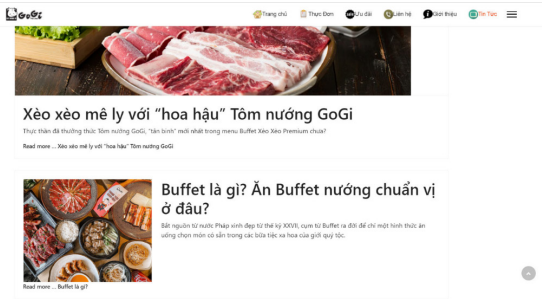 GoGi Trang chủ Thực Đơn Ưu đãi Liên hệ Giới thiệu Tin Tức
Xèo xèo mê ly với “hoa hậu” Tôm nướng GoGi
Thực thần đã thưởng thức Tôm nướng GoGi, “tân binh” mới nhất trong menu Buffet Xèo Xèo Premium chưa?
Read more ... Xèo xèo mê ly với "hoa hậu" Tôm nướng GoGi
Buffet là gì? Ăn Buffet nướng chuẩn vị
ở đâu?
Bắt nguồn từ nước Pháp xinh đẹp từ thế kỷ XXVII, cụm từ Buffet ra đời để chỉ một hình thức ăn
uống chọn món có sẵn trong các bữa tiệc xa hoa của giới quý tộc.
Read more ... Buffet là gì?